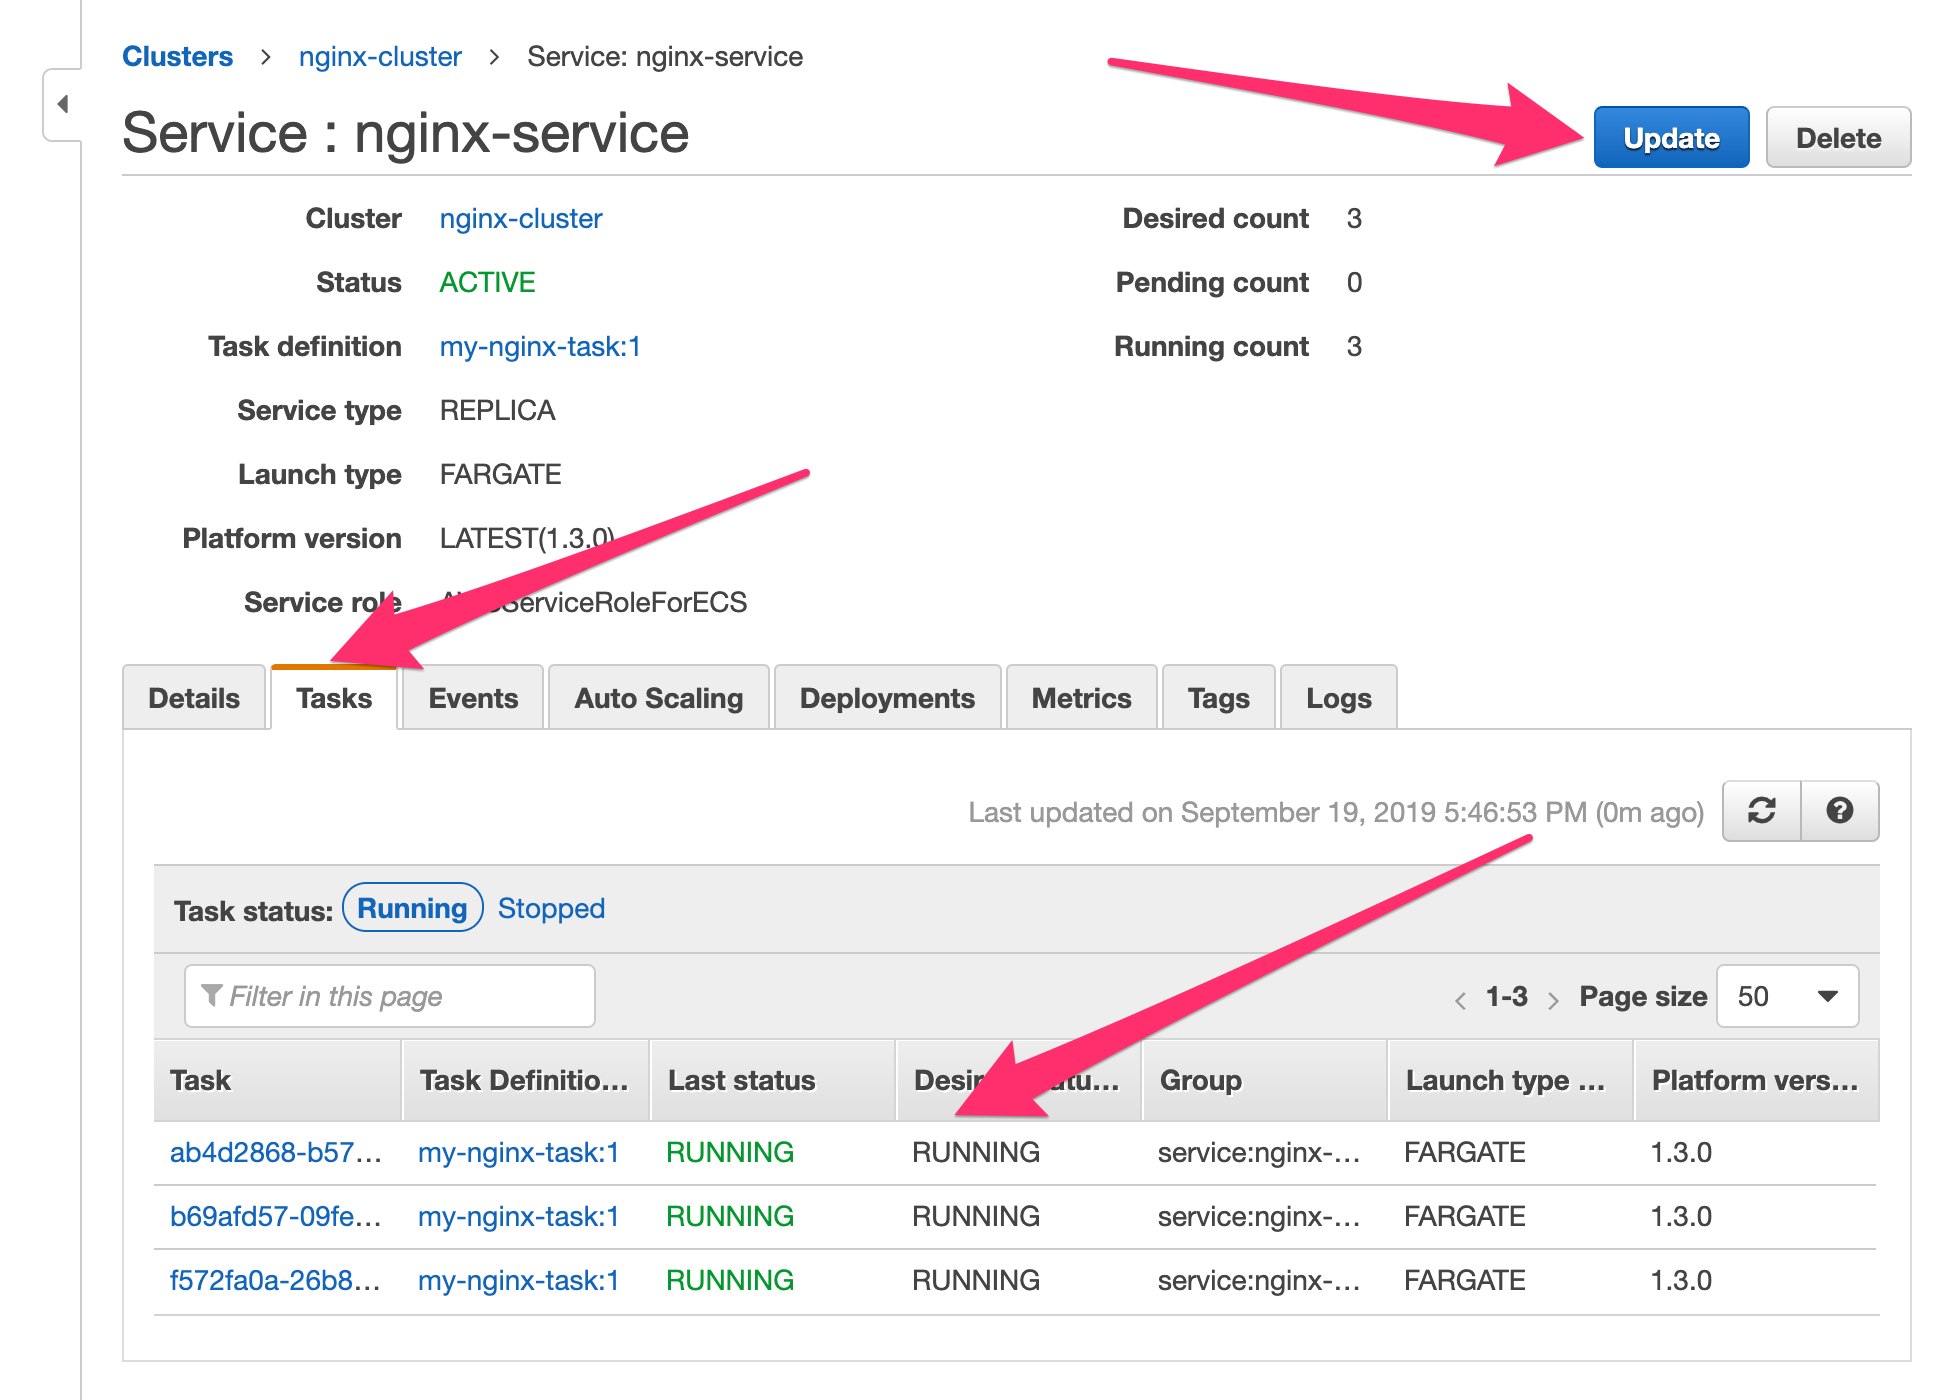 Clusters > nginx-cluster > Service: nginx-service
Service : nginx-service
Update
Delete
Cluster nginx-cluster
Desired count 3
Status ACTIVE
Pending count 0
Task definition my-nginx-task:1
Running count 3
Service type REPLICA
Launch type FARGATE
Platform version LATEST(1.3.0)
Service role ServiceRoleForECS
Details Tasks Events Auto Scaling Deployments Metrics Tags Logs
Last updated on September 19, 2019 5:46:53 PM (0m ago)
Task status: Running Stopped
Filter in this page
< 1-3 > Page size 50
Task Task Definitio... Last status Group Launch type ... Platform vers...
ab4d2868-b57... my-nginx-task:1 RUNNING RUNNING service:nginx-... FARGATE 1.3.0
b69afd57-09fe... my-nginx-task:1 RUNNING RUNNING service:nginx-... FARGATE 1.3.0
f572fa0a-26b8... my-nginx-task:1 RUNNING RUNNING service:nginx-... FARGATE 1.3.0